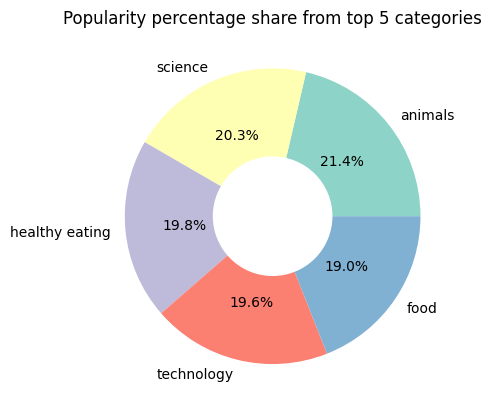 Popularity percentage share from top 5 categories
science
animals
20.3%
21.4%
healthy eating
19.8%
19.6%
19.0%
food
technology